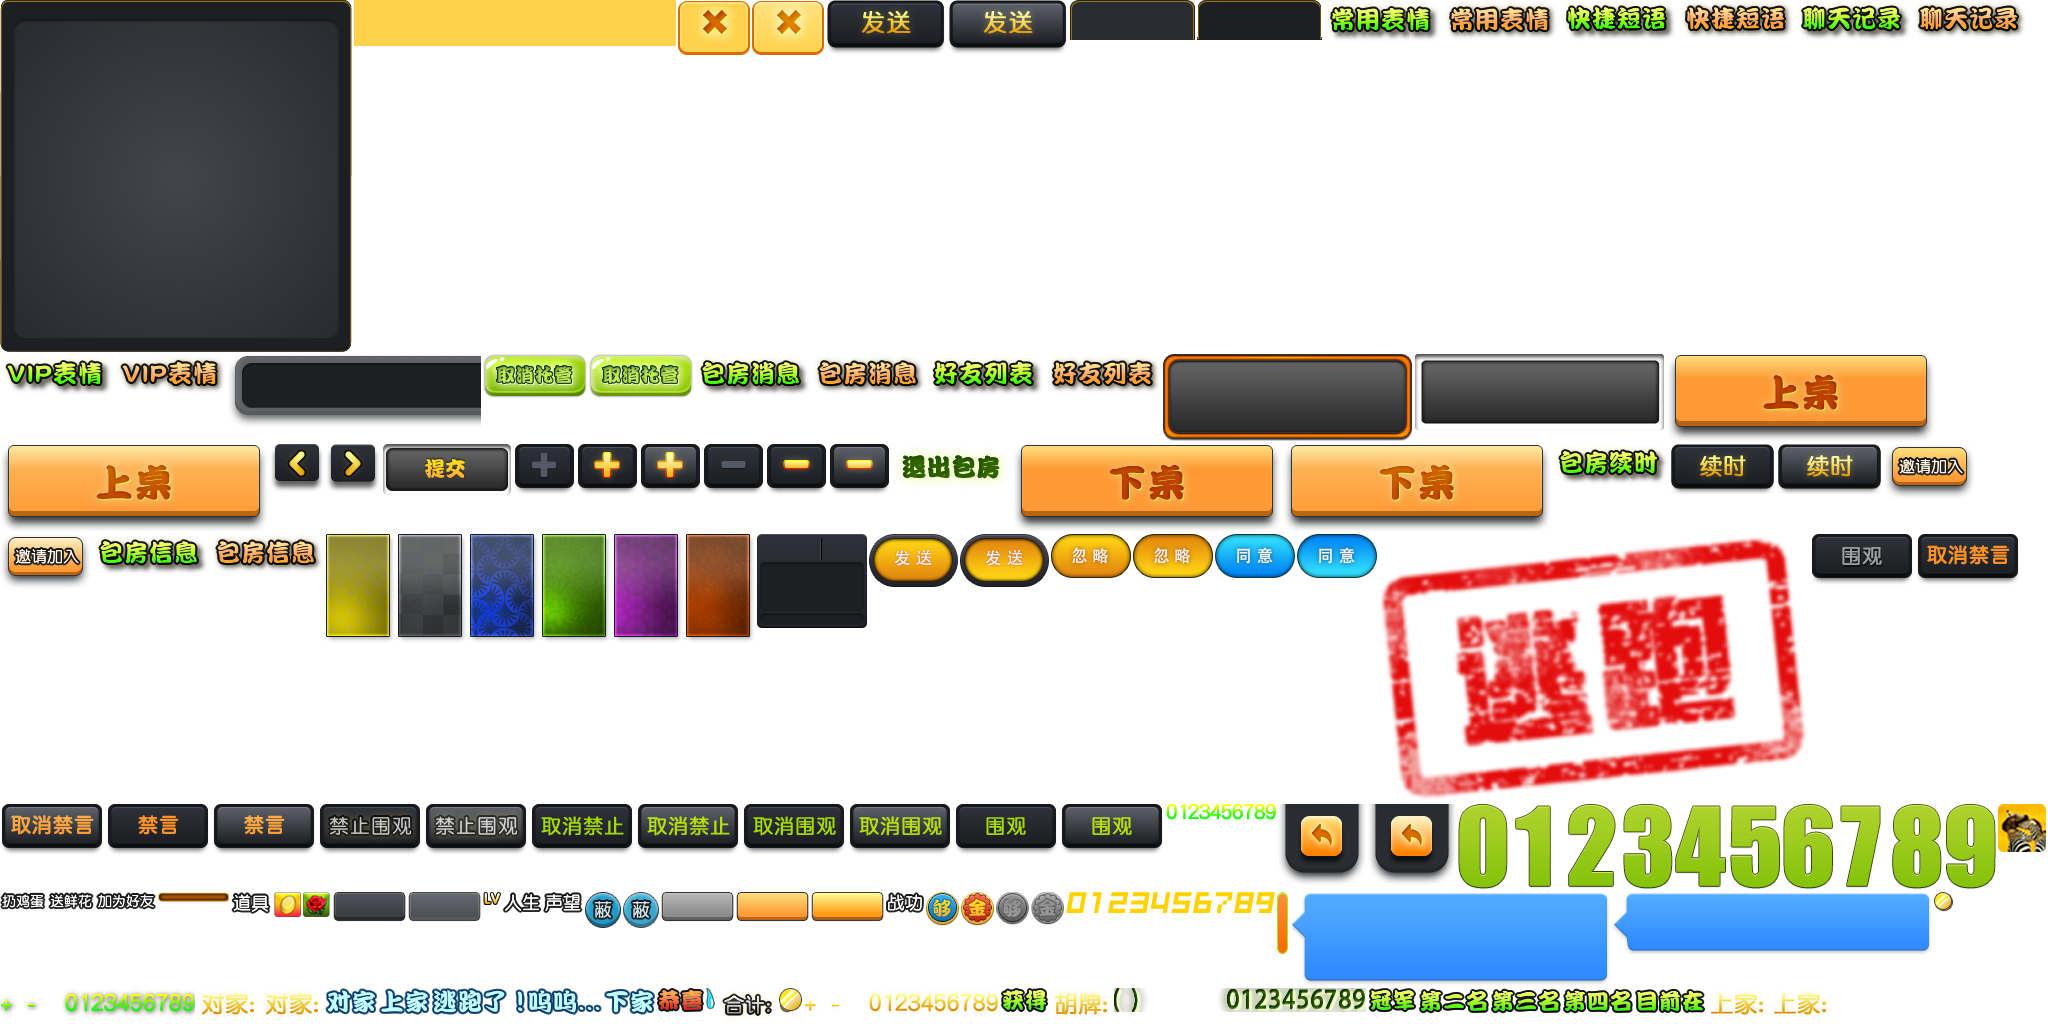 发送 发送 常用表情 常用表情 快捷短语 快捷短语 聊天记录 聊天记录
VIP表情 VIP表情 取消托管 取消托管 包房消息 包房消息 好友列表 好友列表 上桌
上桌 提交 退出包房 下桌 下桌 包房续时 续时 续时 邀请加入
邀请加入 包房信息 包房信息 发送 发送 忽略 忽略 同意 同意 逃跑 围观 取消禁言
取消禁言 禁言 禁言 禁止围观 禁止围观 取消禁止 取消禁止 取消围观 取消围观 围观 围观 0123456789 0123456789
扔鸡蛋 送鲜花 加为好友 道具 LV 人生 声望 蔽 蔽 战功 够 金 够 金 0123456789
+ - 0123456789 对家: 对家: 对家 上家 逃跑了！呜呜... 下家 恭喜 合计: + - 0123456789 获得 胡牌: ( ) 0123456789 冠军 第二名 第三名 第四名 目前在 上家: 上家: